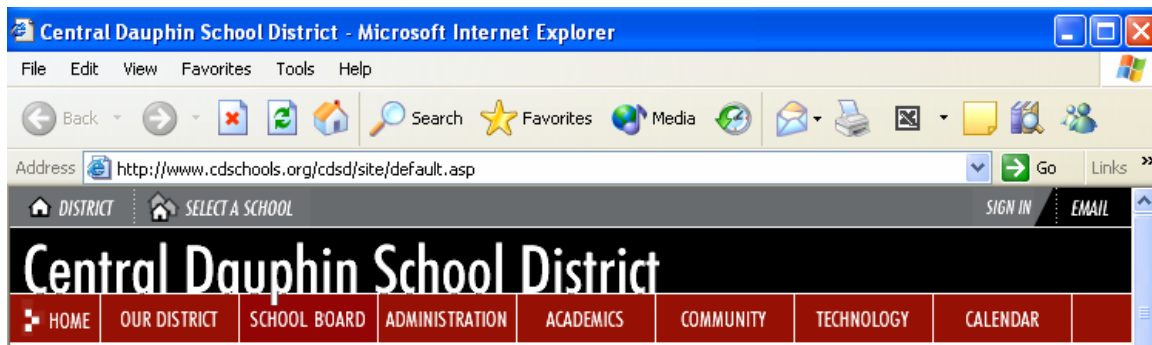 Central Dauphin School District - Microsoft Internet Explorer
File Edit View Favorites Tools Help
Back Search Favorites Media
Address http://www.cdschools.org/cdsd/site/default.asp Go Links »
DISTRICT SELECT A SCHOOL SIGN IN EMAIL
Central Dauphin School District
HOME OUR DISTRICT SCHOOL BOARD ADMINISTRATION ACADEMICS COMMUNITY TECHNOLOGY CALENDAR